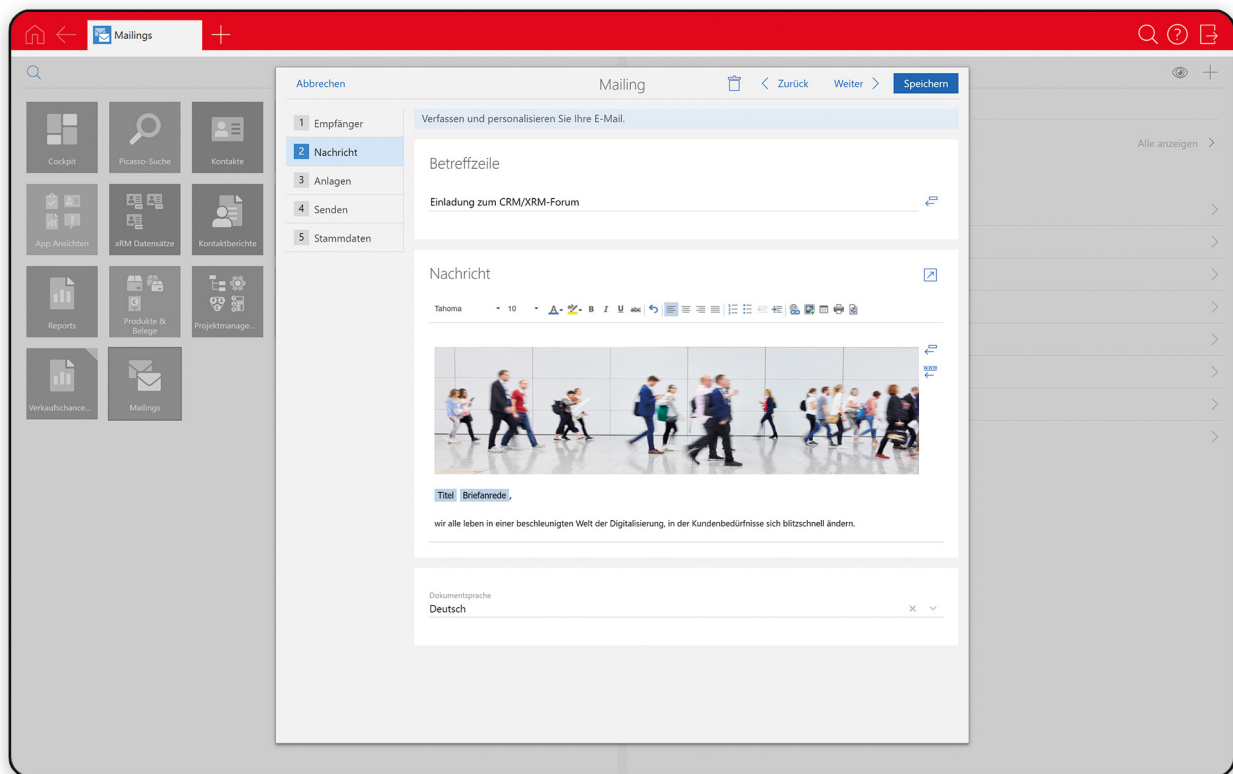 Mailings
Abbrechen
Mailing
Zurück
Weiter
Speichern
Alle anzeigen
Cockpit
Picasso-Suche
Kontakte
App Ansichten
xRM Datensätze
Kontaktberichte
Reports
Produkte &
Belege
Projektmanage...
Verkaufschance...
Mailings
1 Empfänger
2 Nachricht
3 Anlagen
4 Senden
5 Stammdaten
Verfassen und personalisieren Sie Ihre E-Mail.
Betreffzeile
Einladung zum CRM/XRM-Forum
Nachricht
Tahoma 10 A ab B I U abc
www
Titel Briefanrede ,
wir alle leben in einer beschleunigten Welt der Digitalisierung, in der Kundenbedürfnisse sich blitzschnell ändern.
Dokumentsprache
Deutsch